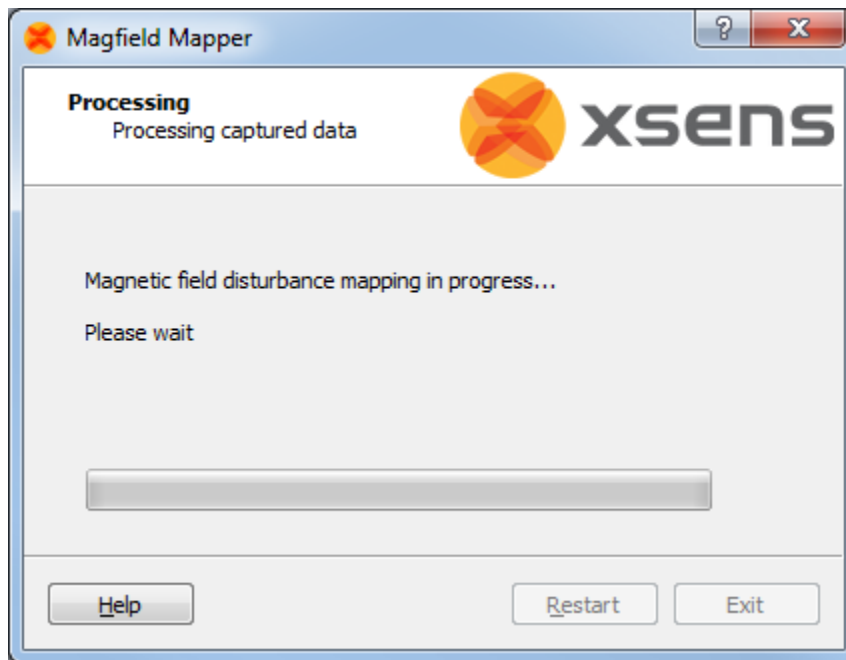 Magfield Mapper
Processing
Processing captured data
xsens
Magnetic field disturbance mapping in progress...
Please wait
Help
Restart
Exit